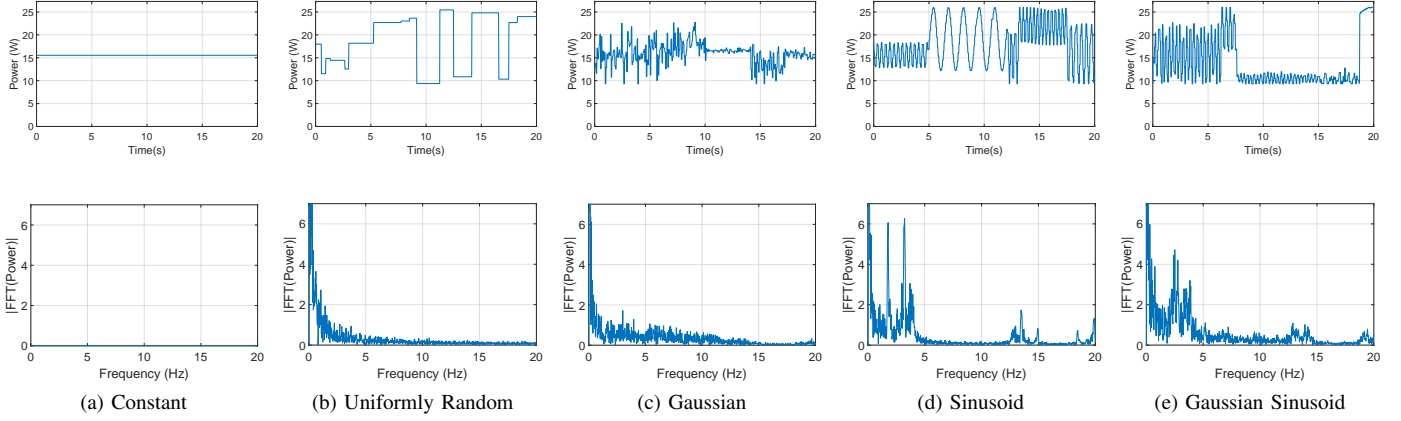 25
20
15
10
5
0
Power (W)
0 5 10 15 20
Time(s)
25
20
15
10
5
0
Power (W)
0 5 10 15 20
Time(s)
25
20
15
10
5
0
Power (W)
0 5 10 15 20
Time(s)
25
20
15
10
5
0
Power (W)
0 5 10 15 20
Time(s)
25
20
15
10
5
0
Power (W)
0 5 10 15 20
Time(s)
6
4
2
0
|FFT(Power)|
0 5 10 15 20
Frequency (Hz)
6
4
2
0
|FFT(Power)|
0 5 10 15 20
Frequency (Hz)
6
4
2
0
|FFT(Power)|
0 5 10 15 20
Frequency (Hz)
6
4
2
0
|FFT(Power)|
0 5 10 15 20
Frequency (Hz)
6
4
2
0
|FFT(Power)|
0 5 10 15 20
Frequency (Hz)
(a) Constant
(b) Uniformly Random
(c) Gaussian
(d) Sinusoid
(e) Gaussian Sinusoid